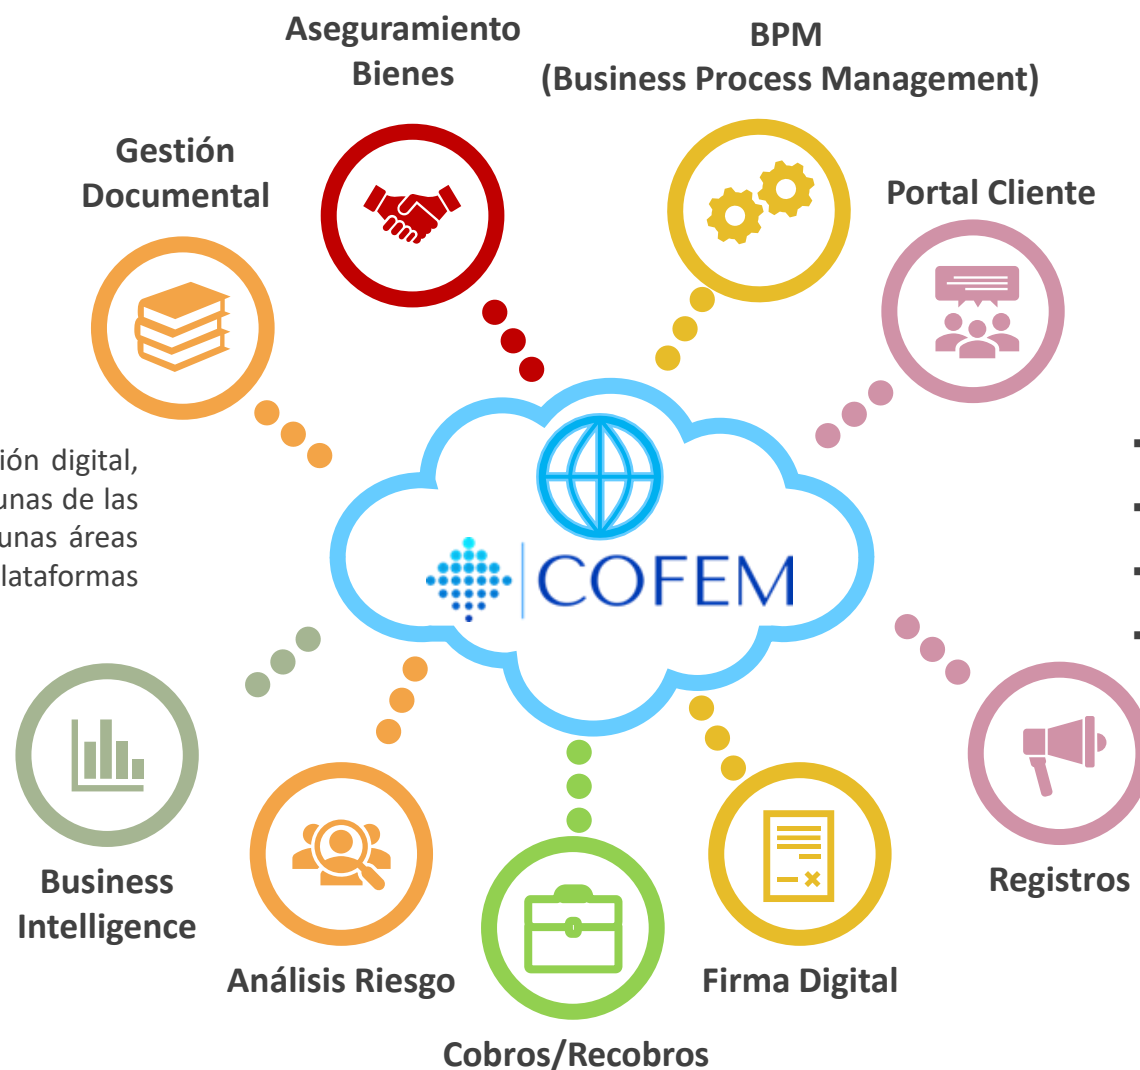 Aseguramiento
Bienes
BPM
(Business Process Management)
Gestión
Documental
Portal Cliente
ión digital,
unas de las
unas áreas
lataformas
COFEM
Business
Intelligence
Análisis Riesgo
Cobros/Recobros
Firma Digital
Registros